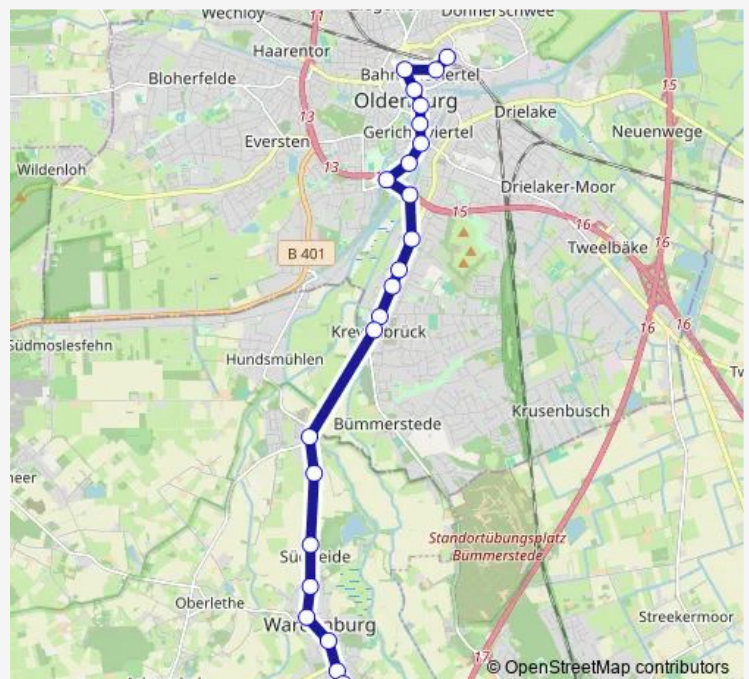 Wechloy
Donnerschwee
11
Haarentor
Bloherfelde
15
Oldenburg
Drielake
13
Neuenwege
Eversten
Wildenloh
13
Drielaker-Moor
15
16
B 401
Tweelbäke
16
16
16
Südmoslesfehn
Hundsmühlen
Krusenbusch
Bümmerstede
Standortübungsplatz
Bümmerstede
Oberlethe
Streekermoor
17
© OpenStreetMap contributors